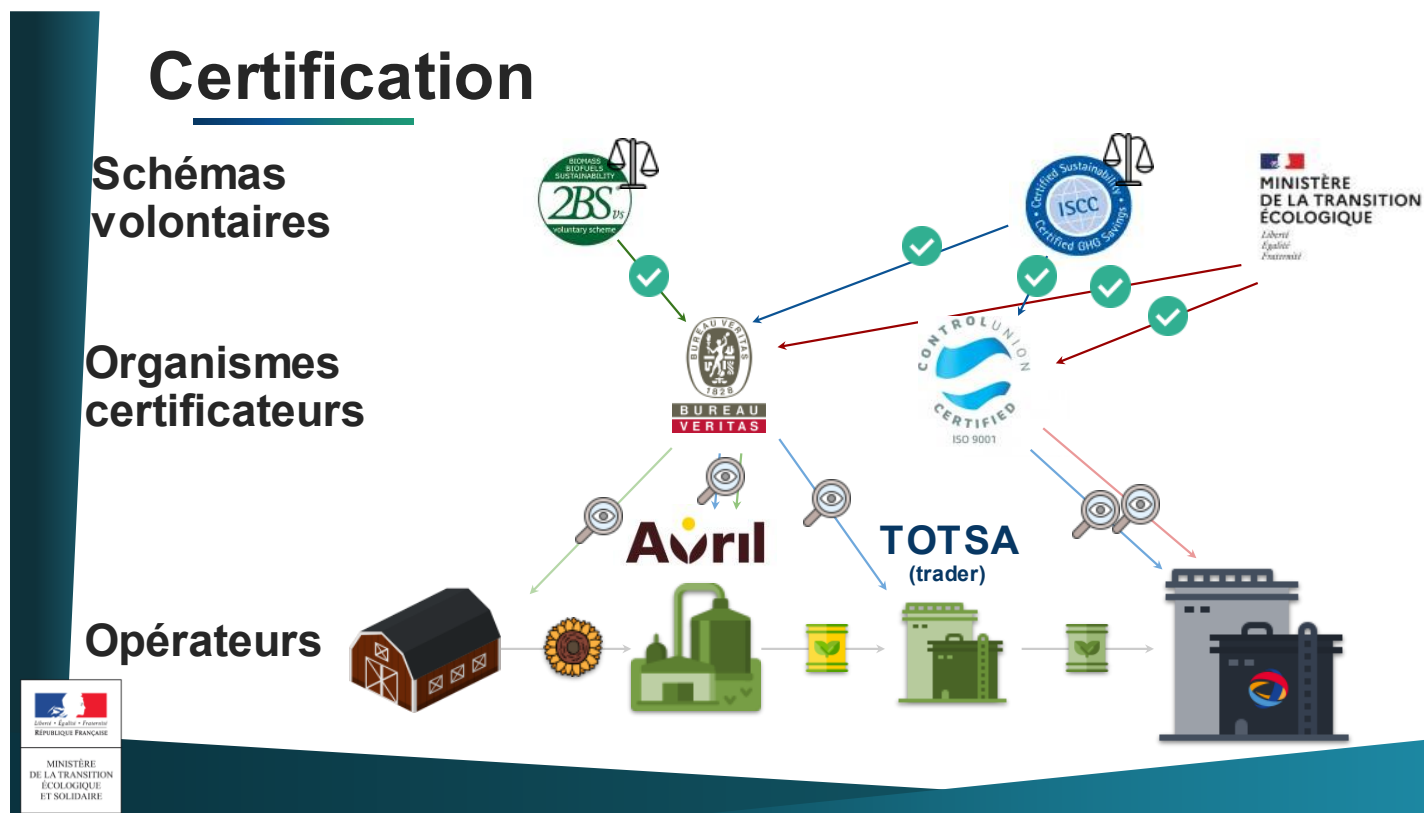 Certification
Schémas
volontaires
BIOMASS
BIOFUELS
SUSTAINABILITY
2BS vs
voluntary scheme
Certified Sustainability
ISCC
Certified GHG Savings
MINISTÈRE
DE LA TRANSITION
ÉCOLOGIQUE
Liberté
Égalité
Fraternité
Organismes
certificateurs
BUREAU VERITAS
1828
BUREAU
VERITAS
CONTROL UNION
CERTIFIED
ISO 9001
Avril
TOTSA
(trader)
Opérateurs
Liberté • Égalité • Fraternité
RÉPUBLIQUE FRANÇAISE
MINISTÈRE
DE LA TRANSITION
ÉCOLOGIQUE
ET SOLIDAIRE